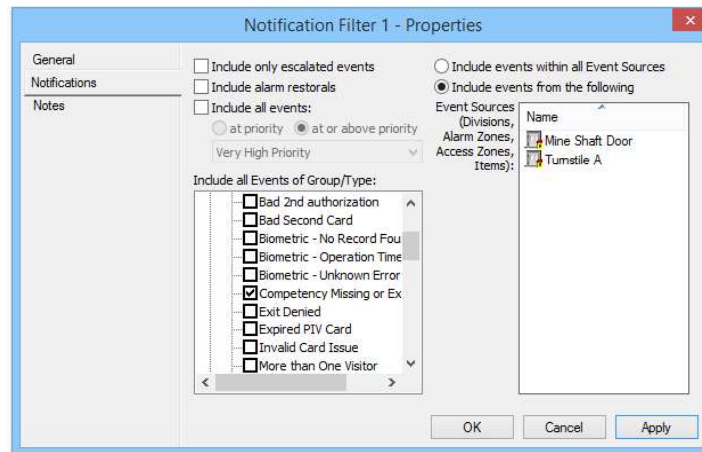 Notification Filter 1 - Properties
General
Notifications
Notes
Include only escalated events
Include alarm restorals
Include all events:
at priority
at or above priority
Very High Priority
Include all Events of Group/Type:
Bad 2nd authorization
Bad Second Card
Biometric - No Record Fou
Biometric - Operation Time
Biometric - Unknown Error
Competency Missing or Ex
Exit Denied
Expired PIV Card
Invalid Card Issue
More than One Visitor
Include events within all Event Sources
Include events from the following
Event Sources
(Divisions,
Alarm Zones,
Access Zones,
Items):
Name
Mine Shaft Door
Turnstile A
OK
Cancel
Apply